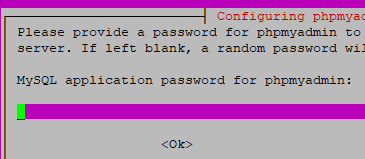 Configuring phpmya
Please provide a password for phpmyadmin to
server. If left blank, a random password wil
MySQL application password for phpmyadmin:
<Ok>